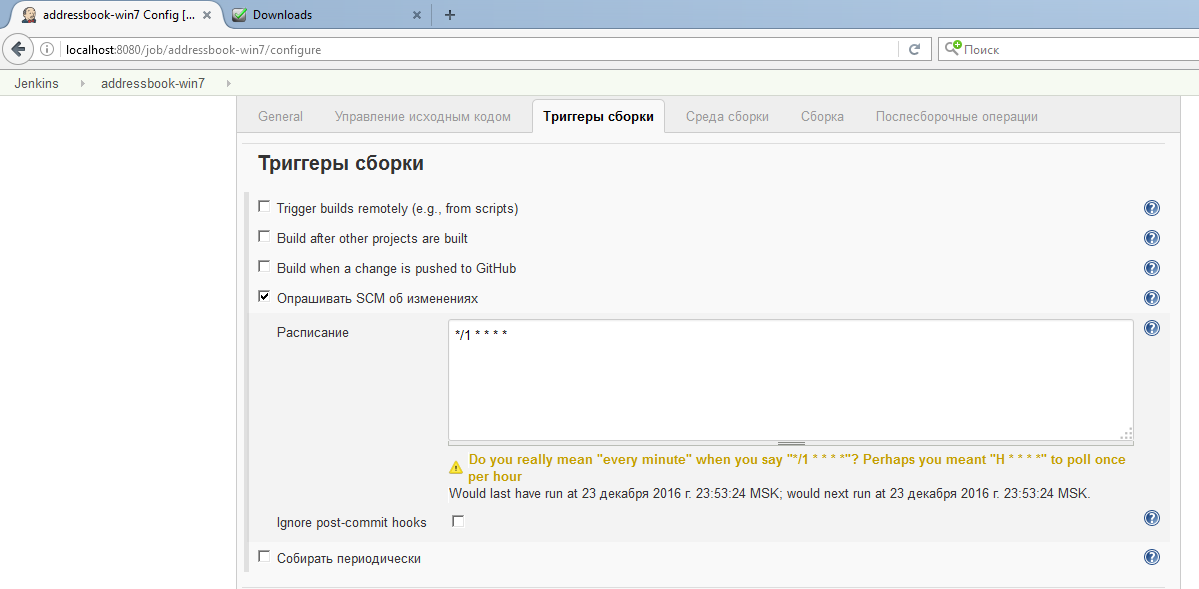 addressbook-win7 Config [...
Downloads
localhost:8080/job/addressbook-win7/configure
Поиск
Jenkins addressbook-win7
General Управление исходным кодом Триггеры сборки Среда сборки Сборка Послесборочные операции
Триггеры сборки
Trigger builds remotely (e.g., from scripts)
Build after other projects are built
Build when a change is pushed to GitHub
Опрашивать SCM об изменениях
Расписание
*/1 * * * *
Do you really mean "every minute" when you say "*/1 * * * *"? Perhaps you meant "H * * * *" to poll once
per hour
Would last have run at 23 декабря 2016 г. 23:53:24 MSK; would next run at 23 декабря 2016 г. 23:53:24 MSK.
Ignore post-commit hooks
Собирать периодически